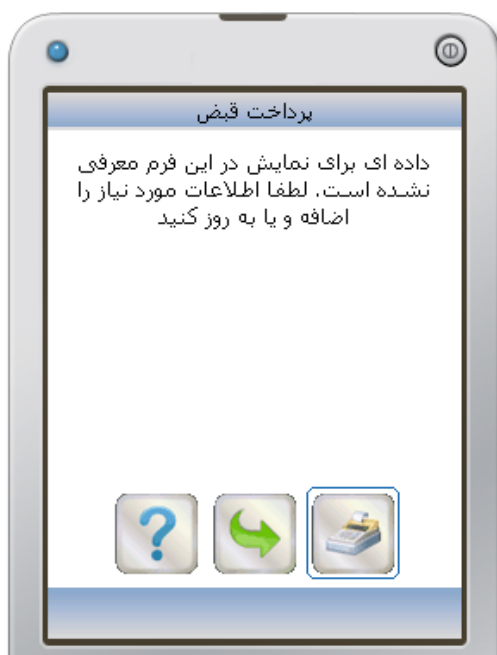 پرداخت قبض
داده ای برای نمایش در این فرم معرفی
نشده است. لطفا اطلاعات مورد نیاز را
اضافه و یا به روز کنید
?